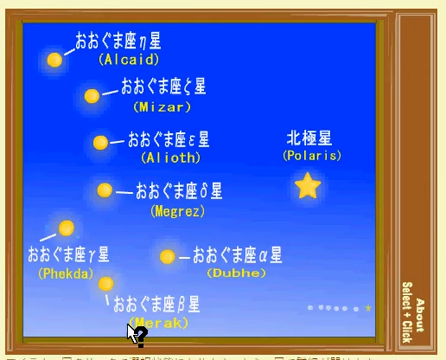 おおぐま座η星
(Alcaid)
おおぐま座ζ星
(Mizar)
おおぐま座ε星
(Alioth)
北極星
(Polaris)
おおぐま座δ星
(Megrez)
おおぐま座γ星
(Phekda)
おおぐま座α星
(Dubhe)
おおぐま座β星
(Merak)
About
Select + Click